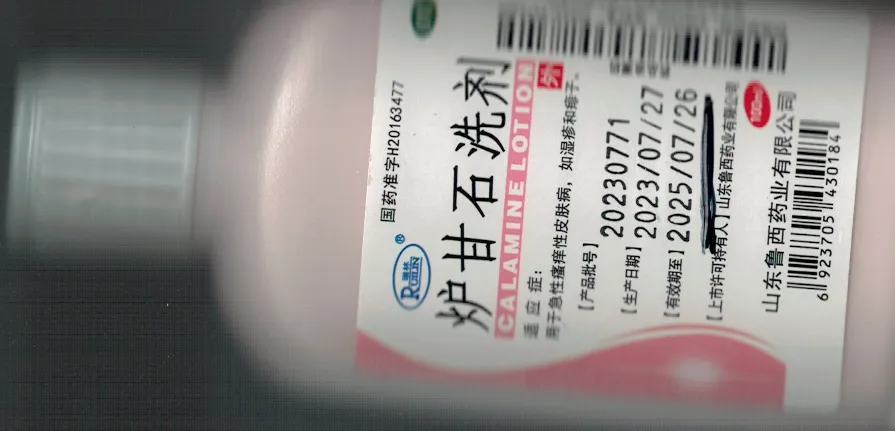 国药准字H20163477
瑞林
RUILIN
®
炉甘石洗剂
CALAMINE LOTION
外
适应症：
用于急性瘙痒性皮肤病，如湿疹和痱子。
【产品批号】20230771
【生产日期】2023/07/27
【有效期至】2025/07/26
【上市许可持有人】山东鲁西药业有限公司
100ml
山东鲁西药业有限公司
6 923705 430184